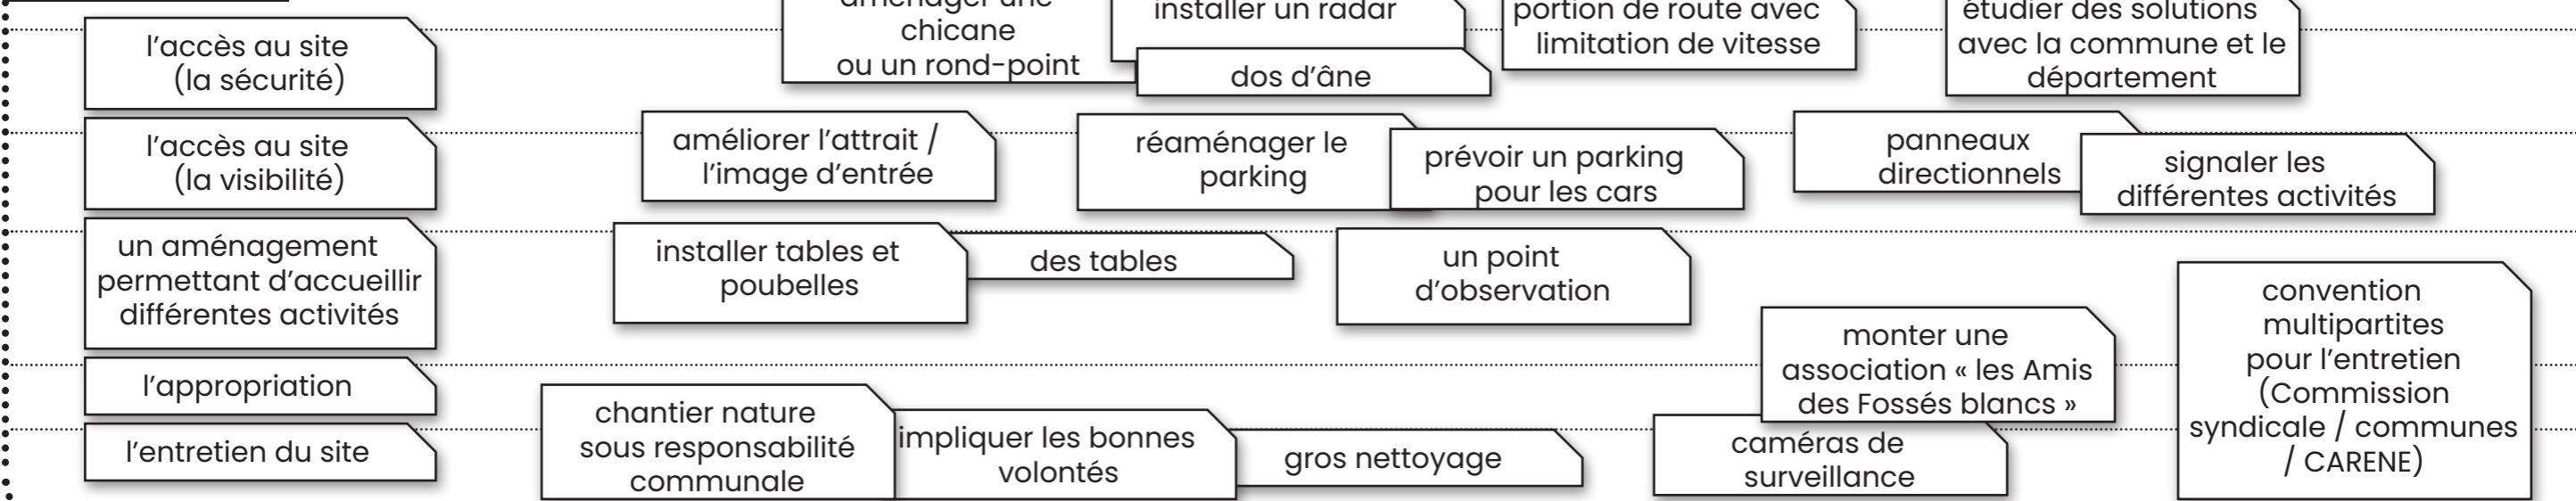 l'accès au site
(la sécurité)
aménager une
chicane
ou un rond-point
installer un radar
dos d'âne
portion de route avec
limitation de vitesse
étudier des solutions
avec la commune et le
département
l'accès au site
(la visibilité)
améliorer l'attrait /
l'image d'entrée
réaménager le
parking
prévoir un parking
pour les cars
panneaux
directionnels
signaler les
différentes activités
un aménagement
permettant d'accueillir
différentes activités
installer tables et
poubelles
des tables
un point
d'observation
l'appropriation
monter une
association « les Amis
des Fossés blancs »
convention
multipartites
pour l'entretien
(Commission
syndicale / communes
/ CARENE)
l'entretien du site
chantier nature
sous responsabilité
communale
impliquer les bonnes
volontés
gros nettoyage
caméras de
surveillance